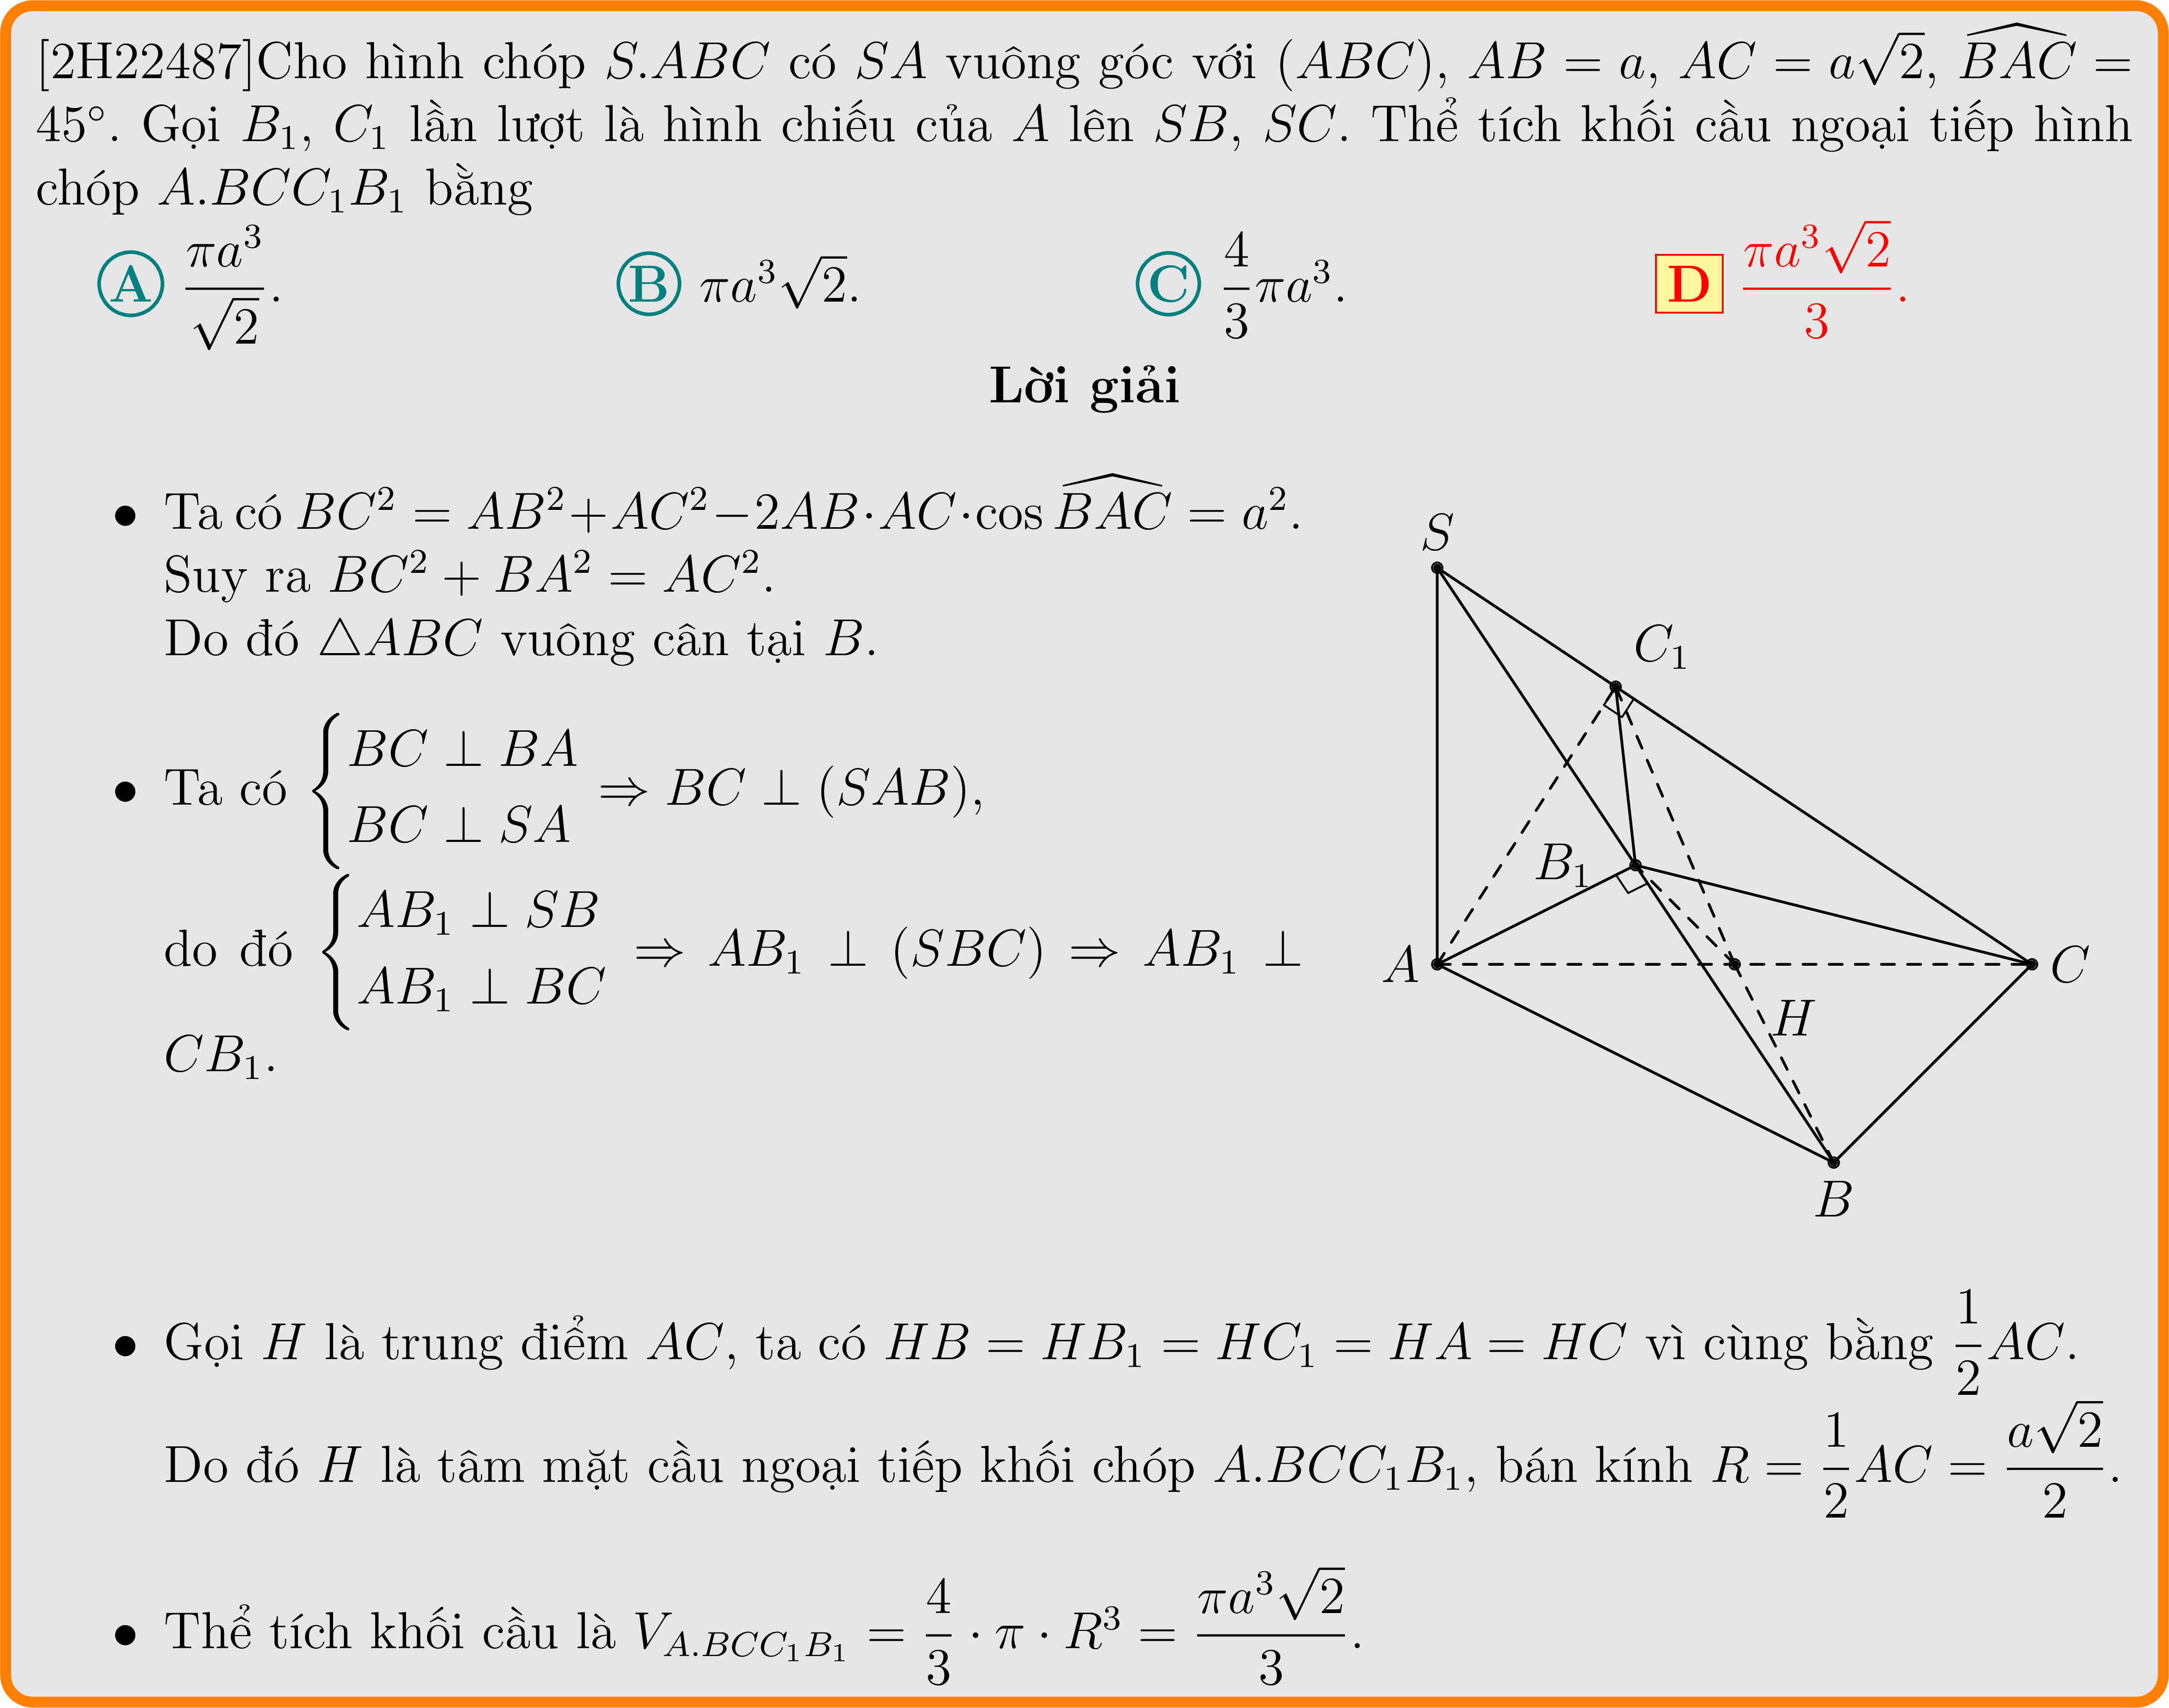 [2H22487]Cho hình chóp $S.ABC$ có $SA$ vuông góc với $(ABC)$, $AB = a$, $AC = a\sqrt{2}$, $\widehat{BAC} =$
$45^\circ$. Gọi $B_1$, $C_1$ lần lượt là hình chiếu của $A$ lên $SB$, $SC$. Thể tích khối cầu ngoại tiếp hình
chóp $A.BCC_1B_1$ bằng
A $\dfrac{\pi a^3}{\sqrt{2}}$. B $\pi a^3\sqrt{2}$. C $\dfrac{4}{3}\pi a^3$. D $\dfrac{\pi a^3\sqrt{2}}{3}$.
Lời giải
• Ta có $BC^2 = AB^2+AC^2-2AB\cdot AC\cdot\cos\widehat{BAC} = a^2$.
Suy ra $BC^2 + BA^2 = AC^2$.
Do đó $\triangle ABC$ vuông cân tại $B$.
• Ta có $\begin{cases} BC \perp BA \\ BC \perp SA \end{cases} \Rightarrow BC \perp (SAB)$,
do đó $\begin{cases} AB_1 \perp SB \\ AB_1 \perp BC \end{cases} \Rightarrow AB_1 \perp (SBC) \Rightarrow AB_1 \perp$
$CB_1$.
S
$C_1$
$B_1$
A
C
H
B
• Gọi $H$ là trung điểm $AC$, ta có $HB = HB_1 = HC_1 = HA = HC$ vì cùng bằng $\dfrac{1}{2}AC$.
Do đó $H$ là tâm mặt cầu ngoại tiếp khối chóp $A.BCC_1B_1$, bán kính $R = \dfrac{1}{2}AC = \dfrac{a\sqrt{2}}{2}$.
• Thể tích khối cầu là $V_{A.BCC_1B_1} = \dfrac{4}{3} \cdot \pi \cdot R^3 = \dfrac{\pi a^3\sqrt{2}}{3}$.